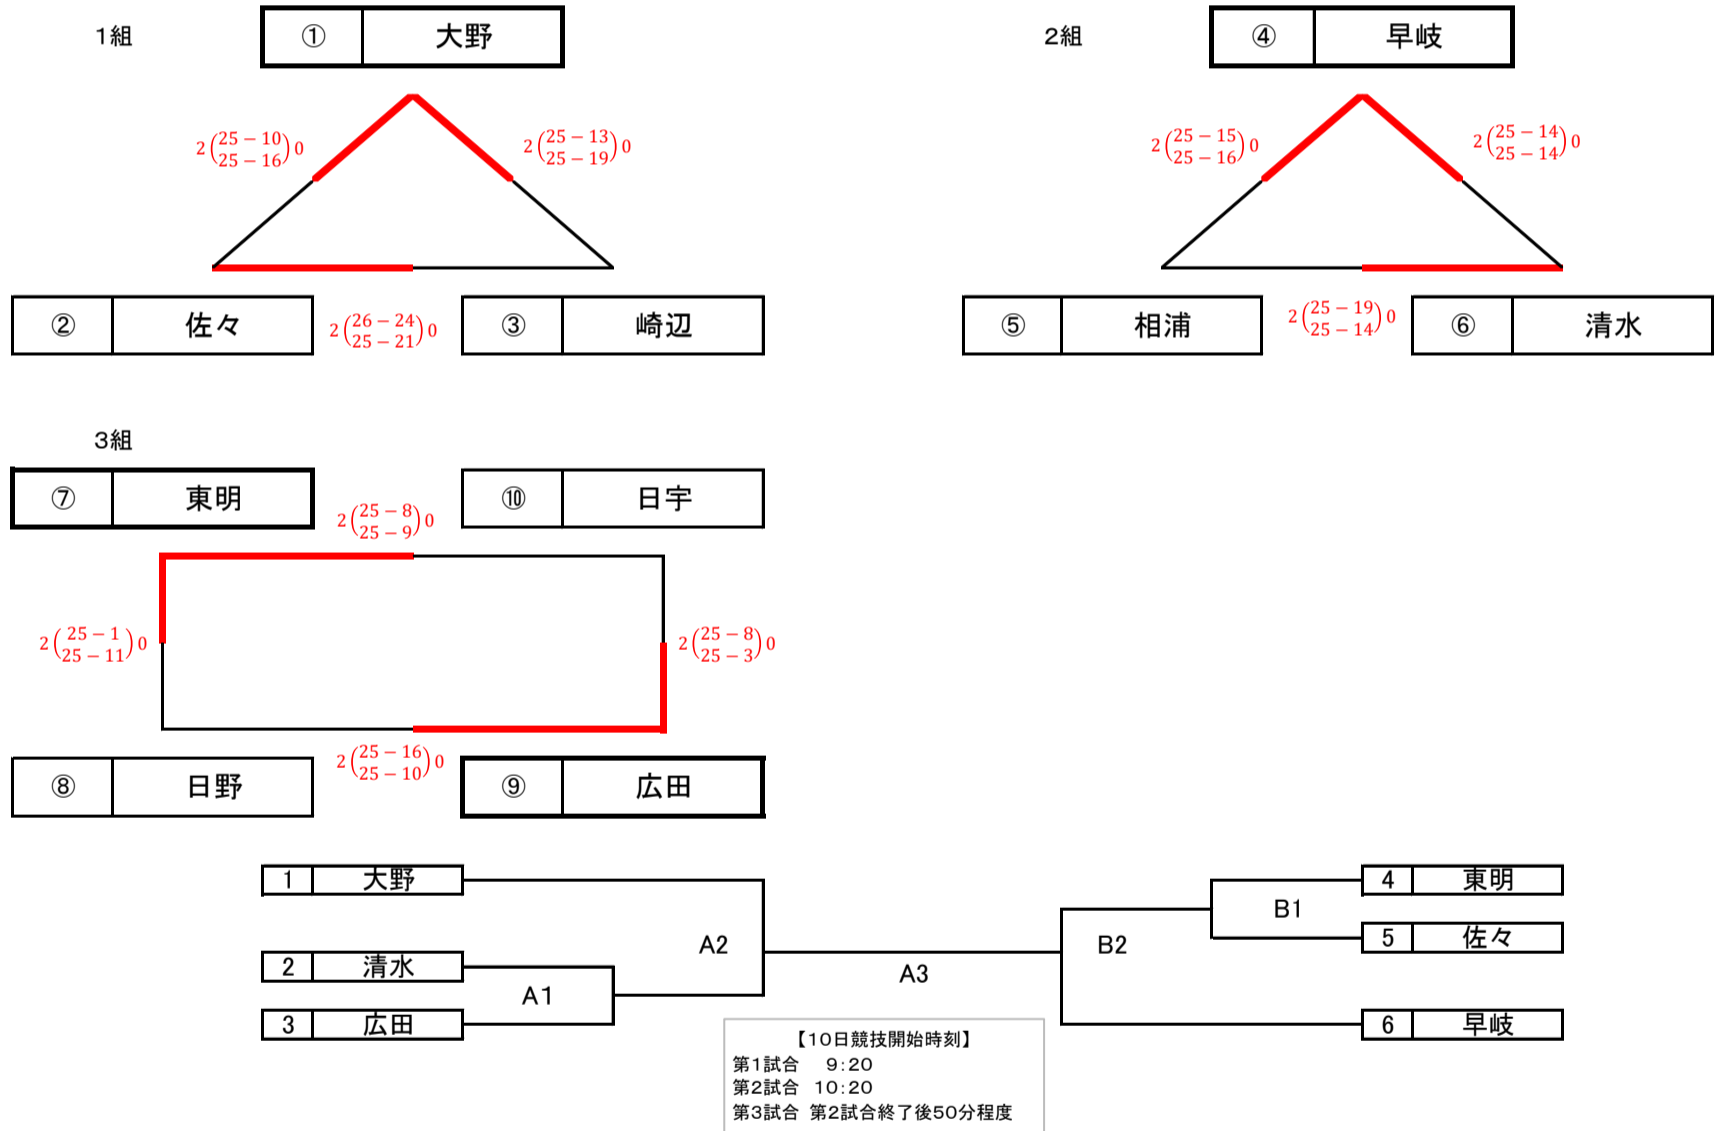 1組
① 大野
2組
④ 早岐
2(25－10)0
(25－16)
2(25－13)0
(25－19)
2(25－15)0
(25－16)
2(25－14)0
(25－14)
② 佐々
2(26－24)0
(25－21)
③ 崎辺
⑤ 相浦
2(25－19)0
(25－14)
⑥ 清水
3組
⑦ 東明
2(25－8)0
(25－9)
⑩ 日宇
2(25－1)0
(25－11)
2(25－8)0
(25－3)
⑧ 日野
2(25－16)0
(25－10)
⑨ 広田
1 大野
4 東明
B1
A2
B2
5 佐々
2 清水
A3
A1
3 広田
6 早岐
【10日競技開始時刻】
第1試合 9:20
第2試合 10:20
第3試合 第2試合終了後50分程度